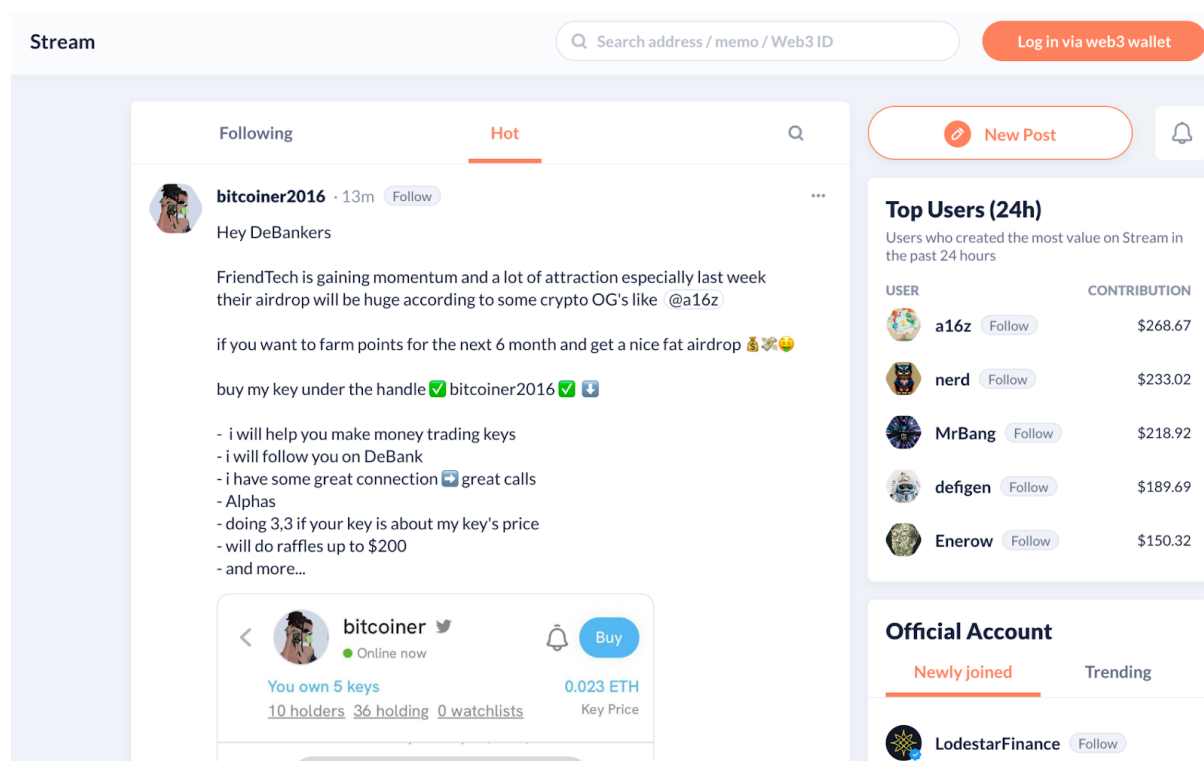 Stream
Search address / memo / Web3 ID
Log in via web3 wallet
Following
Hot
bitcoiner2016 · 13m Follow
Hey DeBankers
FriendTech is gaining momentum and a lot of attraction especially last week
their airdrop will be huge according to some crypto OG's like @a16z
if you want to farm points for the next 6 month and get a nice fat airdrop 💰💸🤑
buy my key under the handle ✅ bitcoiner2016 ✅ ⬇️
- i will help you make money trading keys
- i will follow you on DeBank
- i have some great connection ➡️ great calls
- Alphas
- doing 3,3 if your key is about my key's price
- will do raffles up to $200
- and more...
bitcoiner
Online now
Buy
You own 5 keys
0.023 ETH
10 holders 36 holding 0 watchlists
Key Price
New Post
Top Users (24h)
Users who created the most value on Stream in
the past 24 hours
USER CONTRIBUTION
a16z Follow $268.67
nerd Follow $233.02
MrBang Follow $218.92
defigen Follow $189.69
Enerow Follow $150.32
Official Account
Newly joined Trending
LodestarFinance Follow